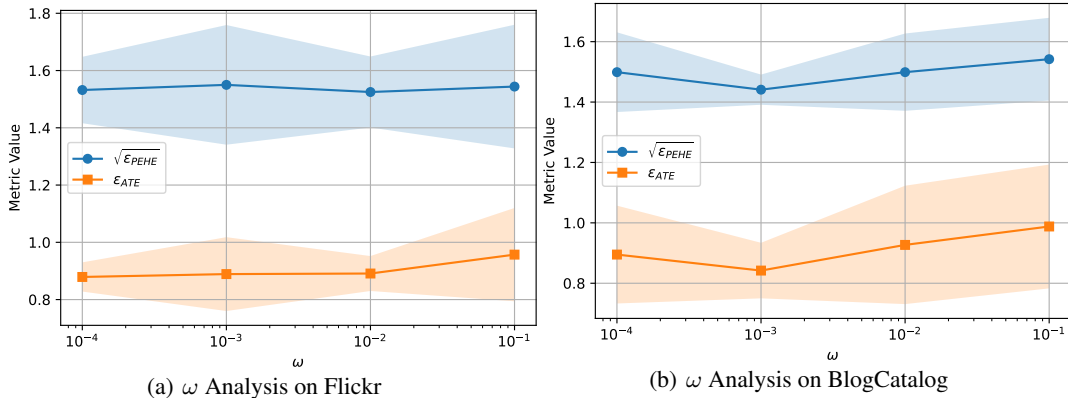 1.8
1.6
1.4
1.2
1.0
0.8
Metric Value
√ε_PEHE
ε_ATE
10⁻⁴
10⁻³
10⁻²
10⁻¹
ω
(a) ω Analysis on Flickr
1.6
1.4
1.2
1.0
0.8
Metric Value
√ε_PEHE
ε_ATE
10⁻⁴
10⁻³
10⁻²
10⁻¹
ω
(b) ω Analysis on BlogCatalog